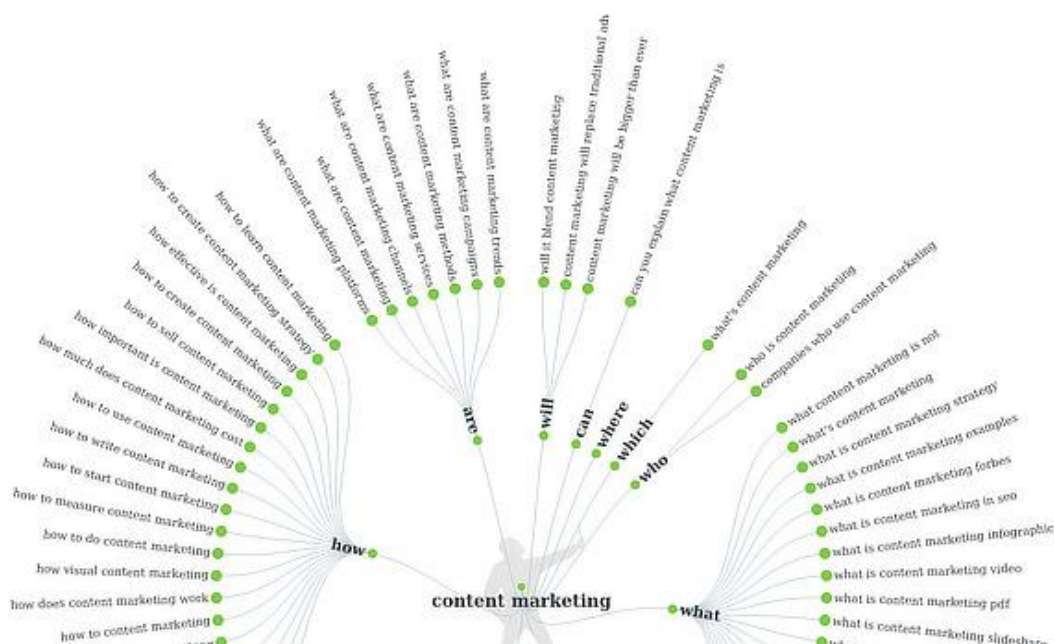 how to learn content marketing
how to create content marketing strategy
how effective is content marketing
how to create content marketing
how to sell content marketing
how important is content marketing
how much does content marketing cost
how to use content marketing
how to write content marketing
how to start content marketing
how to measure content marketing
how to do content marketing
how visual content marketing
how does content marketing work
how to content marketing
how
what are content marketing platforms
what are content marketing
what are content marketing channels
what are content marketing services
what are content marketing methods
what are content marketing campaigns
what are content marketing trends
are
will it blend content marketing
content marketing will replace traditional adv
content marketing will be bigger than ever
will
can you explain what content marketing is
can
where
what's content marketing
which
who is content marketing
companies who use content marketing
who
what content marketing is not
what's content marketing
what is content marketing strategy
what is content marketing examples
what is content marketing forbes
what is content marketing in seo
what is content marketing infographic
what is content marketing video
what is content marketing pdf
what is content marketing slideshare
what
content marketing